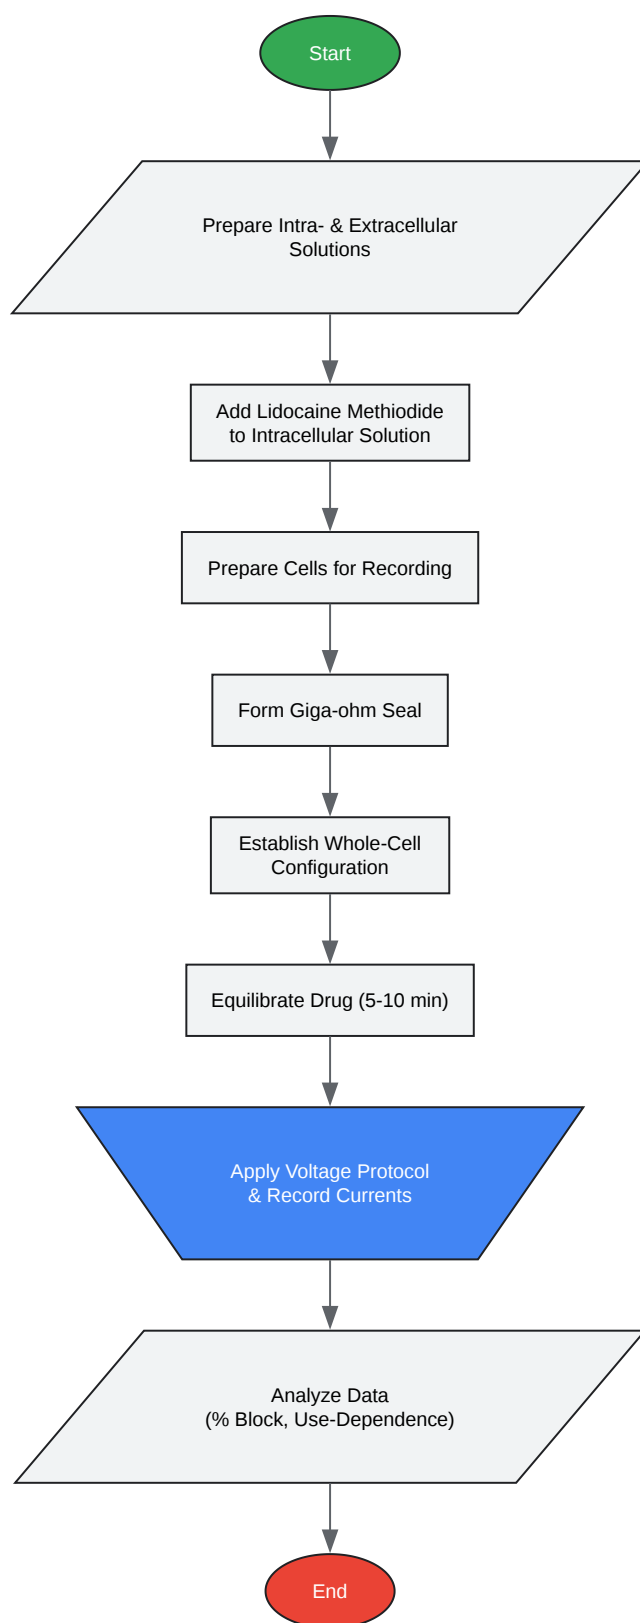 Start
Prepare Intra- & Extracellular
Solutions
Add Lidocaine Methiodide
to Intracellular Solution
Prepare Cells for Recording
Form Giga-ohm Seal
Establish Whole-Cell
Configuration
Equilibrate Drug (5-10 min)
Apply Voltage Protocol
& Record Currents
Analyze Data
(% Block, Use-Dependence)
End